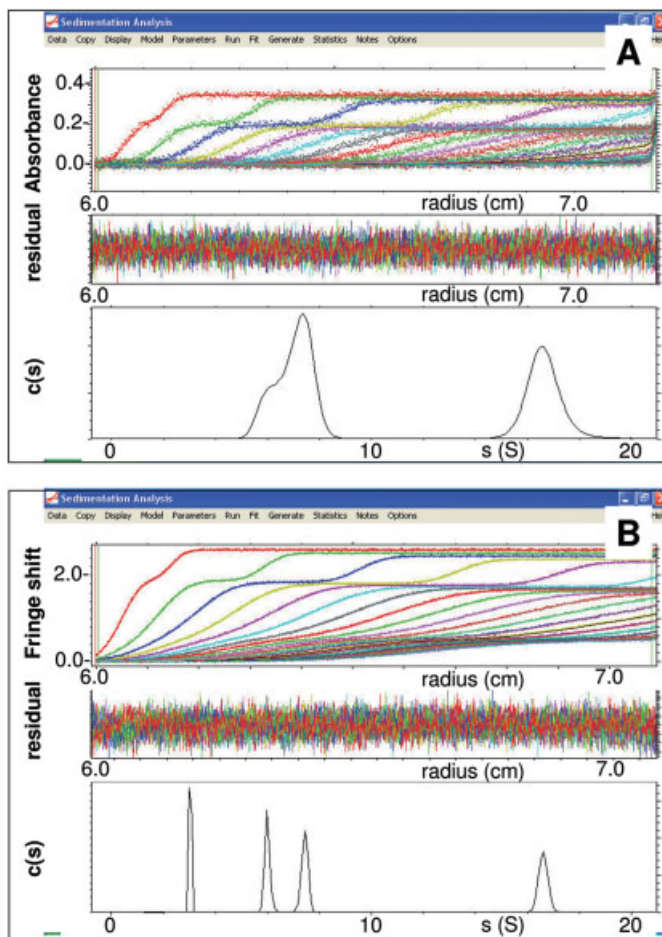 Sedimentation Analysis
Data Copy Display Model Parameters Run Fit Generate Statistics Notes Options Hel
A
Absorbance
0.4
0.2
0.0
6.0 radius (cm) 7.0
residual
6.0 radius (cm) 7.0
c(s)
0 10 s (S) 20
Sedimentation Analysis
Data Copy Display Model Parameters Run Fit Generate Statistics Notes Options Hel
B
Fringe shift
2.0
0.0
6.0 radius (cm) 7.0
residual
6.0 radius (cm) 7.0
c(s)
0 10 s (S) 20